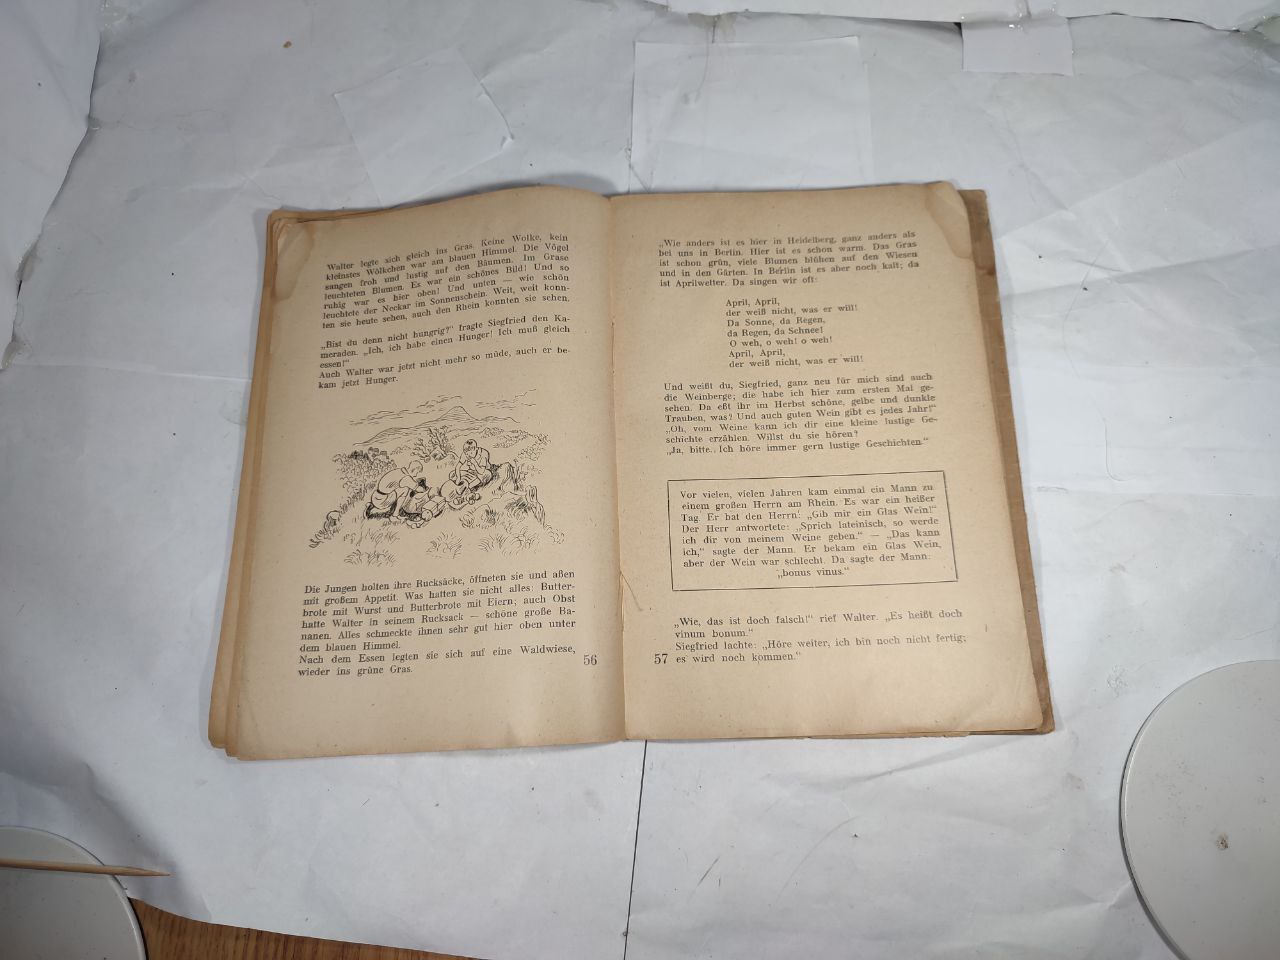 Walter legte sich gleich ins Gras. Keine Wolke, kein
kleinstes Wölkchen war am blauen Himmel. Die Vögel
sangen froh und lustig auf den Bäumen. Im Grase
leuchteten Blumen. Es war ein schönes Bild! Und so
ruhig war es hier oben! Und unten — wie schön
leuchtete der Neckar im Sonnenschein. Weit, weit konn-
ten sie heute sehen, auch den Rhein konnten sie sehen.
„Bist du denn nicht hungrig?“ fragte Siegfried den Ka-
meraden. „Ich, ich habe einen Hunger! Ich muß gleich
essen!“
Auch Walter war jetzt nicht mehr so müde, auch er be-
kam jetzt Hunger.
Die Jungen holten ihre Rucksäcke, öffneten sie und aßen
mit großem Appetit. Was hatten sie nicht alles: Butter-
brote mit Wurst und Butterbrote mit Eiern; auch Obst
hatte Walter in seinem Rucksack — schöne große Ba-
nanen. Alles schmeckte ihnen sehr gut hier oben unter
dem blauen Himmel.
Nach dem Essen legten sie sich auf eine Waldwiese,
wieder ins grüne Gras.
56
„Wie anders ist es hier in Heidelberg, ganz anders als
bei uns in Berlin. Hier ist es schon warm. Das Gras
ist schon grün, viele Blumen blühen auf den Wiesen
und in den Gärten. In Berlin ist es aber noch kalt; da
ist Aprilwetter. Da singen wir oft:
April, April,
der weiß nicht, was er will!
Da Sonne, da Regen,
da Regen, da Schnee!
O weh, o weh! o weh!
April, April,
der weiß nicht, was er will!
Und weißt du, Siegfried, ganz neu für mich sind auch
die Weinberge; die habe ich hier zum ersten Mal ge-
sehen. Da eßt ihr im Herbst schöne, gelbe und dunkle
Trauben, was? Und auch guten Wein gibt es jedes Jahr!“
„Oh, vom Weine kann ich dir eine kleine lustige Ge-
schichte erzählen. Willst du sie hören?
„Ja, bitte. Ich höre immer gern lustige Geschichten.“
Vor vielen, vielen Jahren kam einmal ein Mann zu
einem großen Herrn am Rhein. Es war ein heißer
Tag. Er bat den Herrn: „Gib mir ein Glas Wein!“
Der Herr antwortete: „Sprich lateinisch, so werde
ich dir von meinem Weine geben.“ — „Das kann
ich,“ sagte der Mann. Er bekam ein Glas Wein,
aber der Wein war schlecht. Da sagte der Mann:
„bonus vinus.“
„Wie, das ist doch falsch!“ rief Walter. „Es heißt doch
vinum bonum.“
Siegfried lachte: „Höre weiter, ich bin noch nicht fertig;
57 es wird noch kommen.“